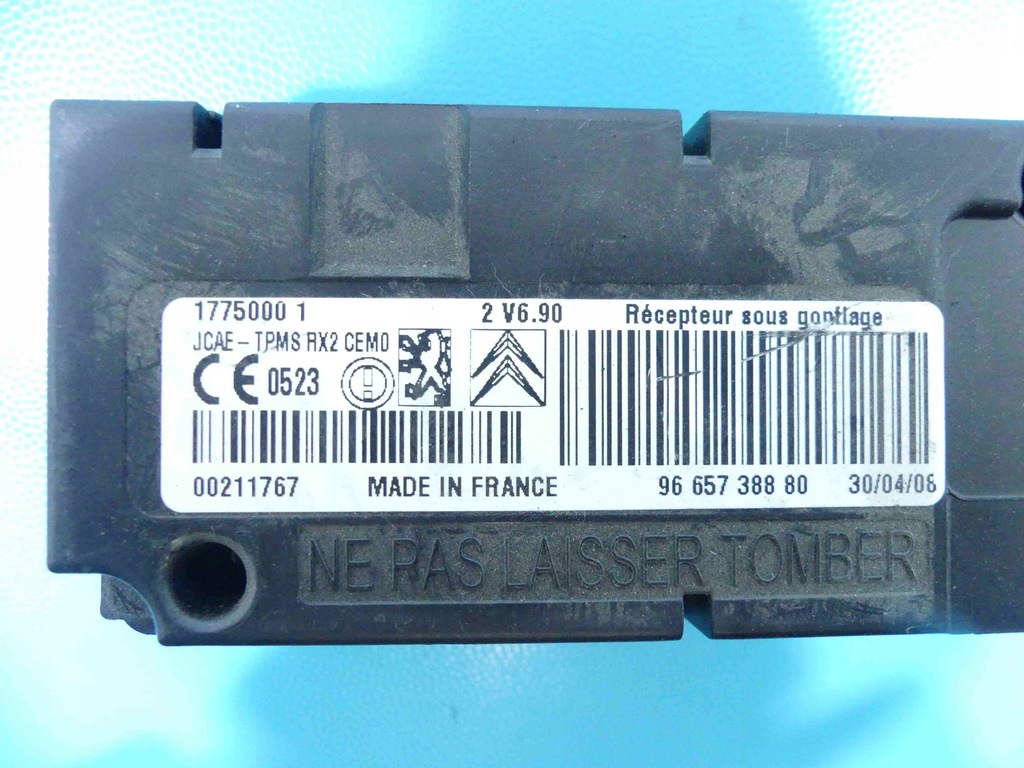 1775000 1 2 V6.90 Récepteur sous gonflage
JCAE-TPMS RX2 CEM0
CE 0523
00211767 MADE IN FRANCE 96 657 388 80 30/04/08
NE PAS LAISSER TOMBER